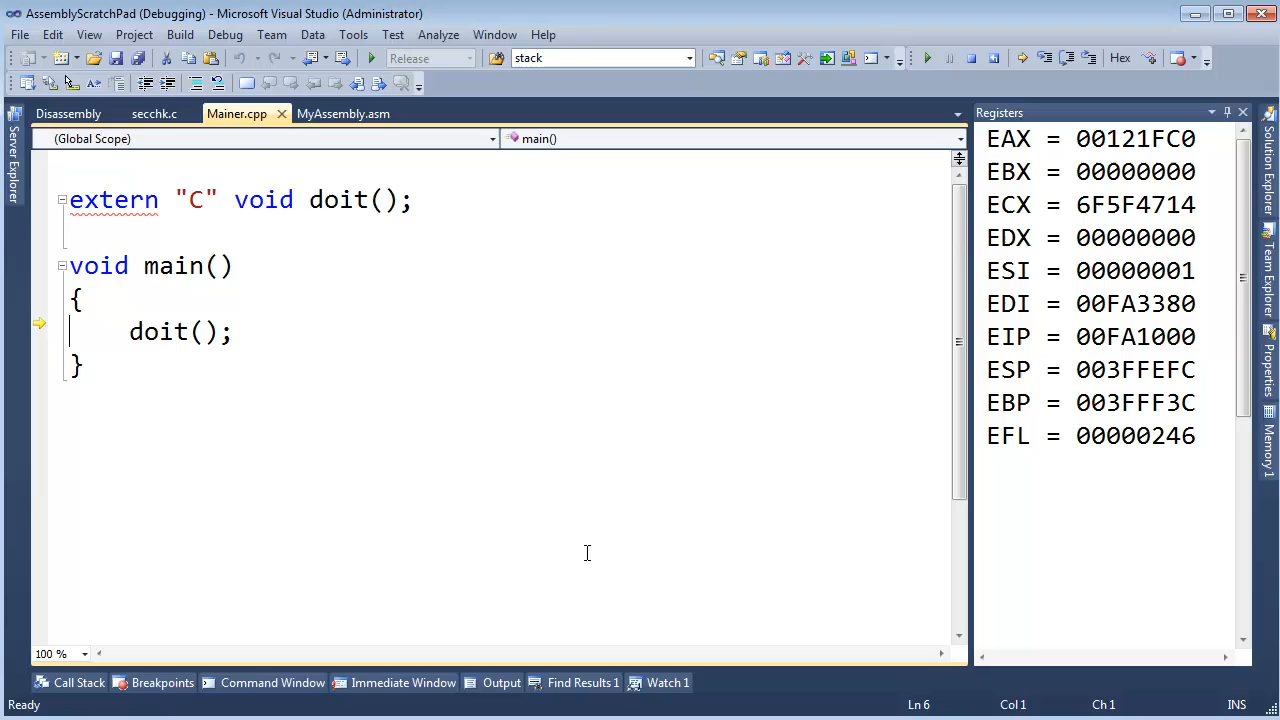 AssemblyScratchPad (Debugging) - Microsoft Visual Studio (Administrator)
File Edit View Project Build Debug Team Data Tools Test Analyze Window Help
Release stack Hex
Disassembly secchk.c Mainer.cpp MyAssembly.asm
(Global Scope) main()
extern "C" void doit();
void main()
{
doit();
}
100 %
Registers
EAX = 00121FC0
EBX = 00000000
ECX = 6F5F4714
EDX = 00000000
ESI = 00000001
EDI = 00FA3380
EIP = 00FA1000
ESP = 003FFEFC
EBP = 003FFF3C
EFL = 00000246
Server Explorer
Solution Explorer
Team Explorer
Properties
Memory 1
Call Stack Breakpoints Command Window Immediate Window Output Find Results 1 Watch 1
Ready Ln 6 Col 1 Ch 1 INS